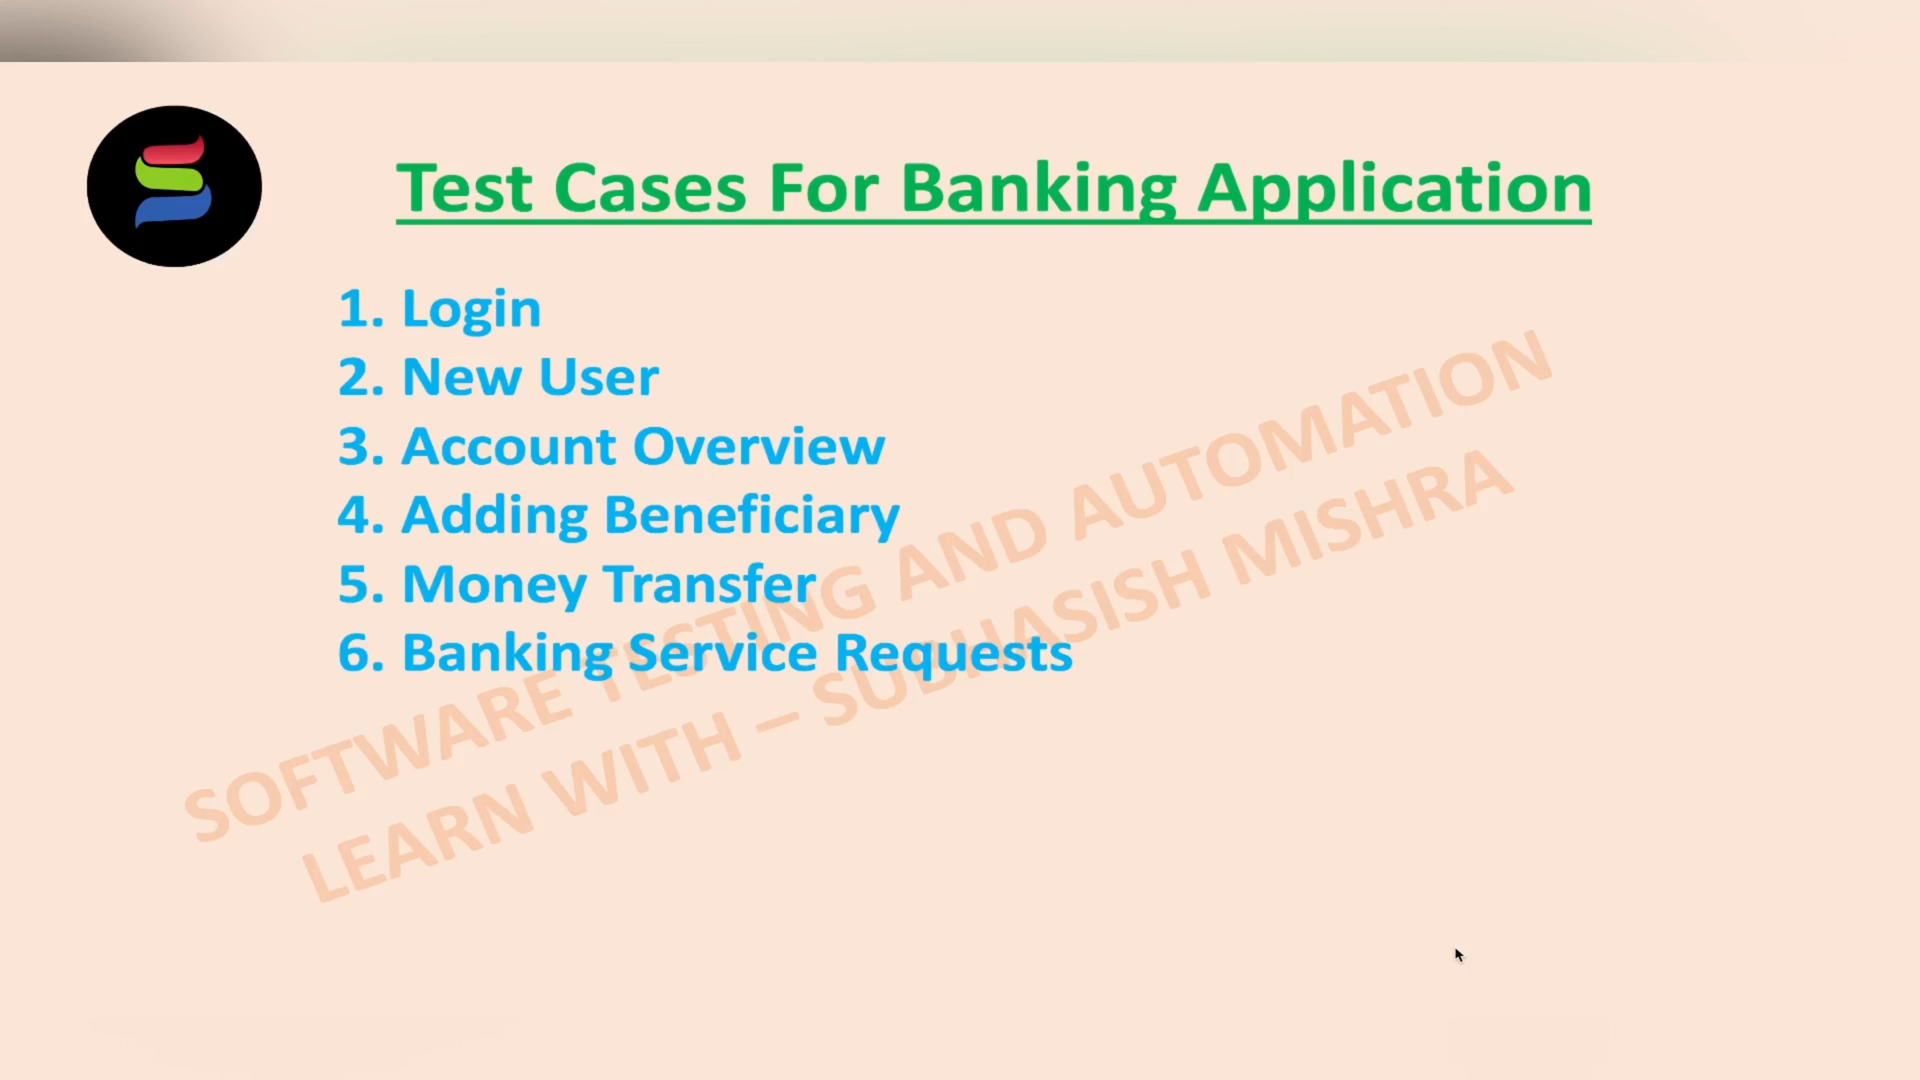 Test Cases For Banking Application
1. Login
2. New User
3. Account Overview
4. Adding Beneficiary
5. Money Transfer
6. Banking Service Requests
SOFTWARE TESTING AND AUTOMATION
LEARN WITH – SUBHASISH MISHRA